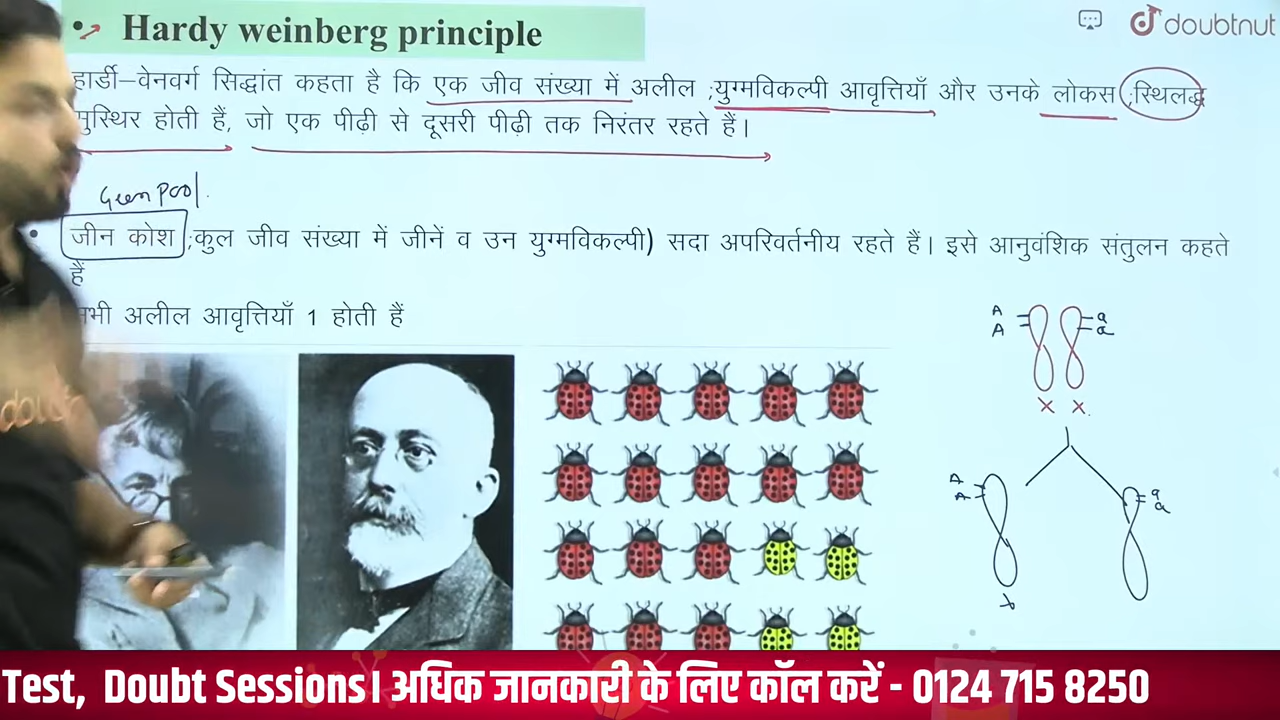 • Hardy weinberg principle
doubtnut
हार्डी–वेनवर्ग सिद्धांत कहता है कि एक जीव संख्या में अलील ;युग्मविकल्पी आवृत्तियाँ और उनके लोकस ;स्थिलद्ध
सुस्थिर होती हैं, जो एक पीढ़ी से दूसरी पीढ़ी तक निरंतर रहते हैं।
Geen pool.
• जीन कोश ;कुल जीव संख्या में जीनें व उन युग्मविकल्पी) सदा अपरिवर्तनीय रहते हैं। इसे आनुवंशिक संतुलन कहते
हैं
अलील आवृत्तियाँ 1 होती हैं
A a
A a
x x.
A a
A a
Test, Doubt Sessions। अधिक जानकारी के लिए कॉल करें - 0124 715 8250